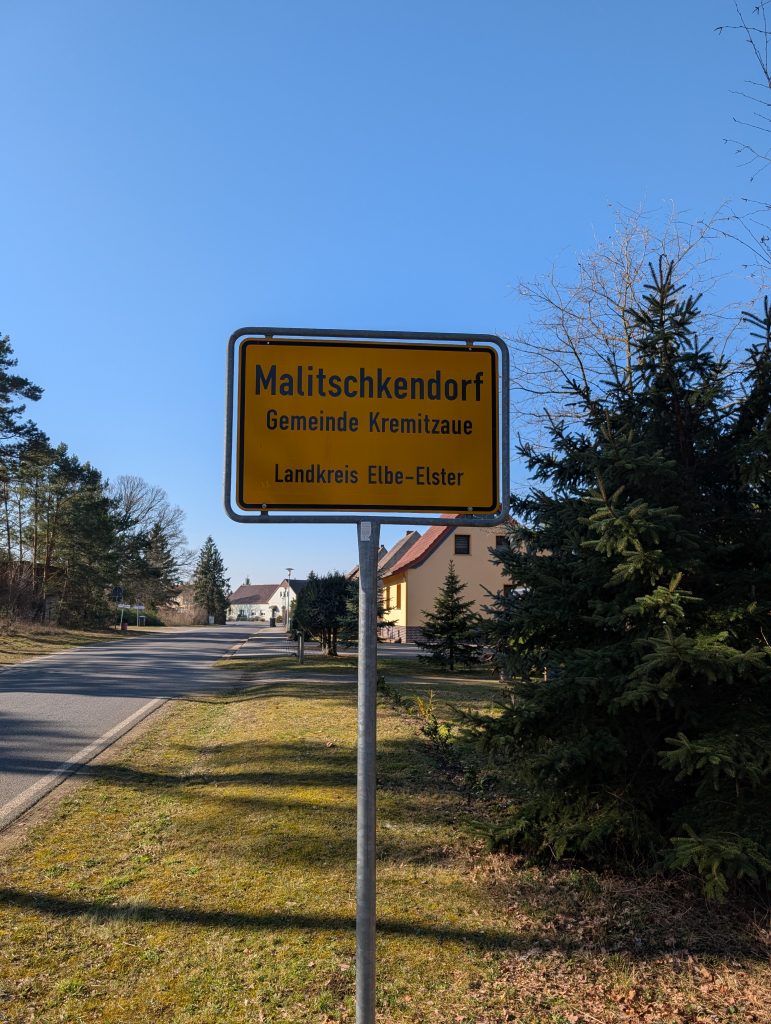 Malitschkendorf
Gemeinde Kremitzaue
Landkreis Elbe-Elster